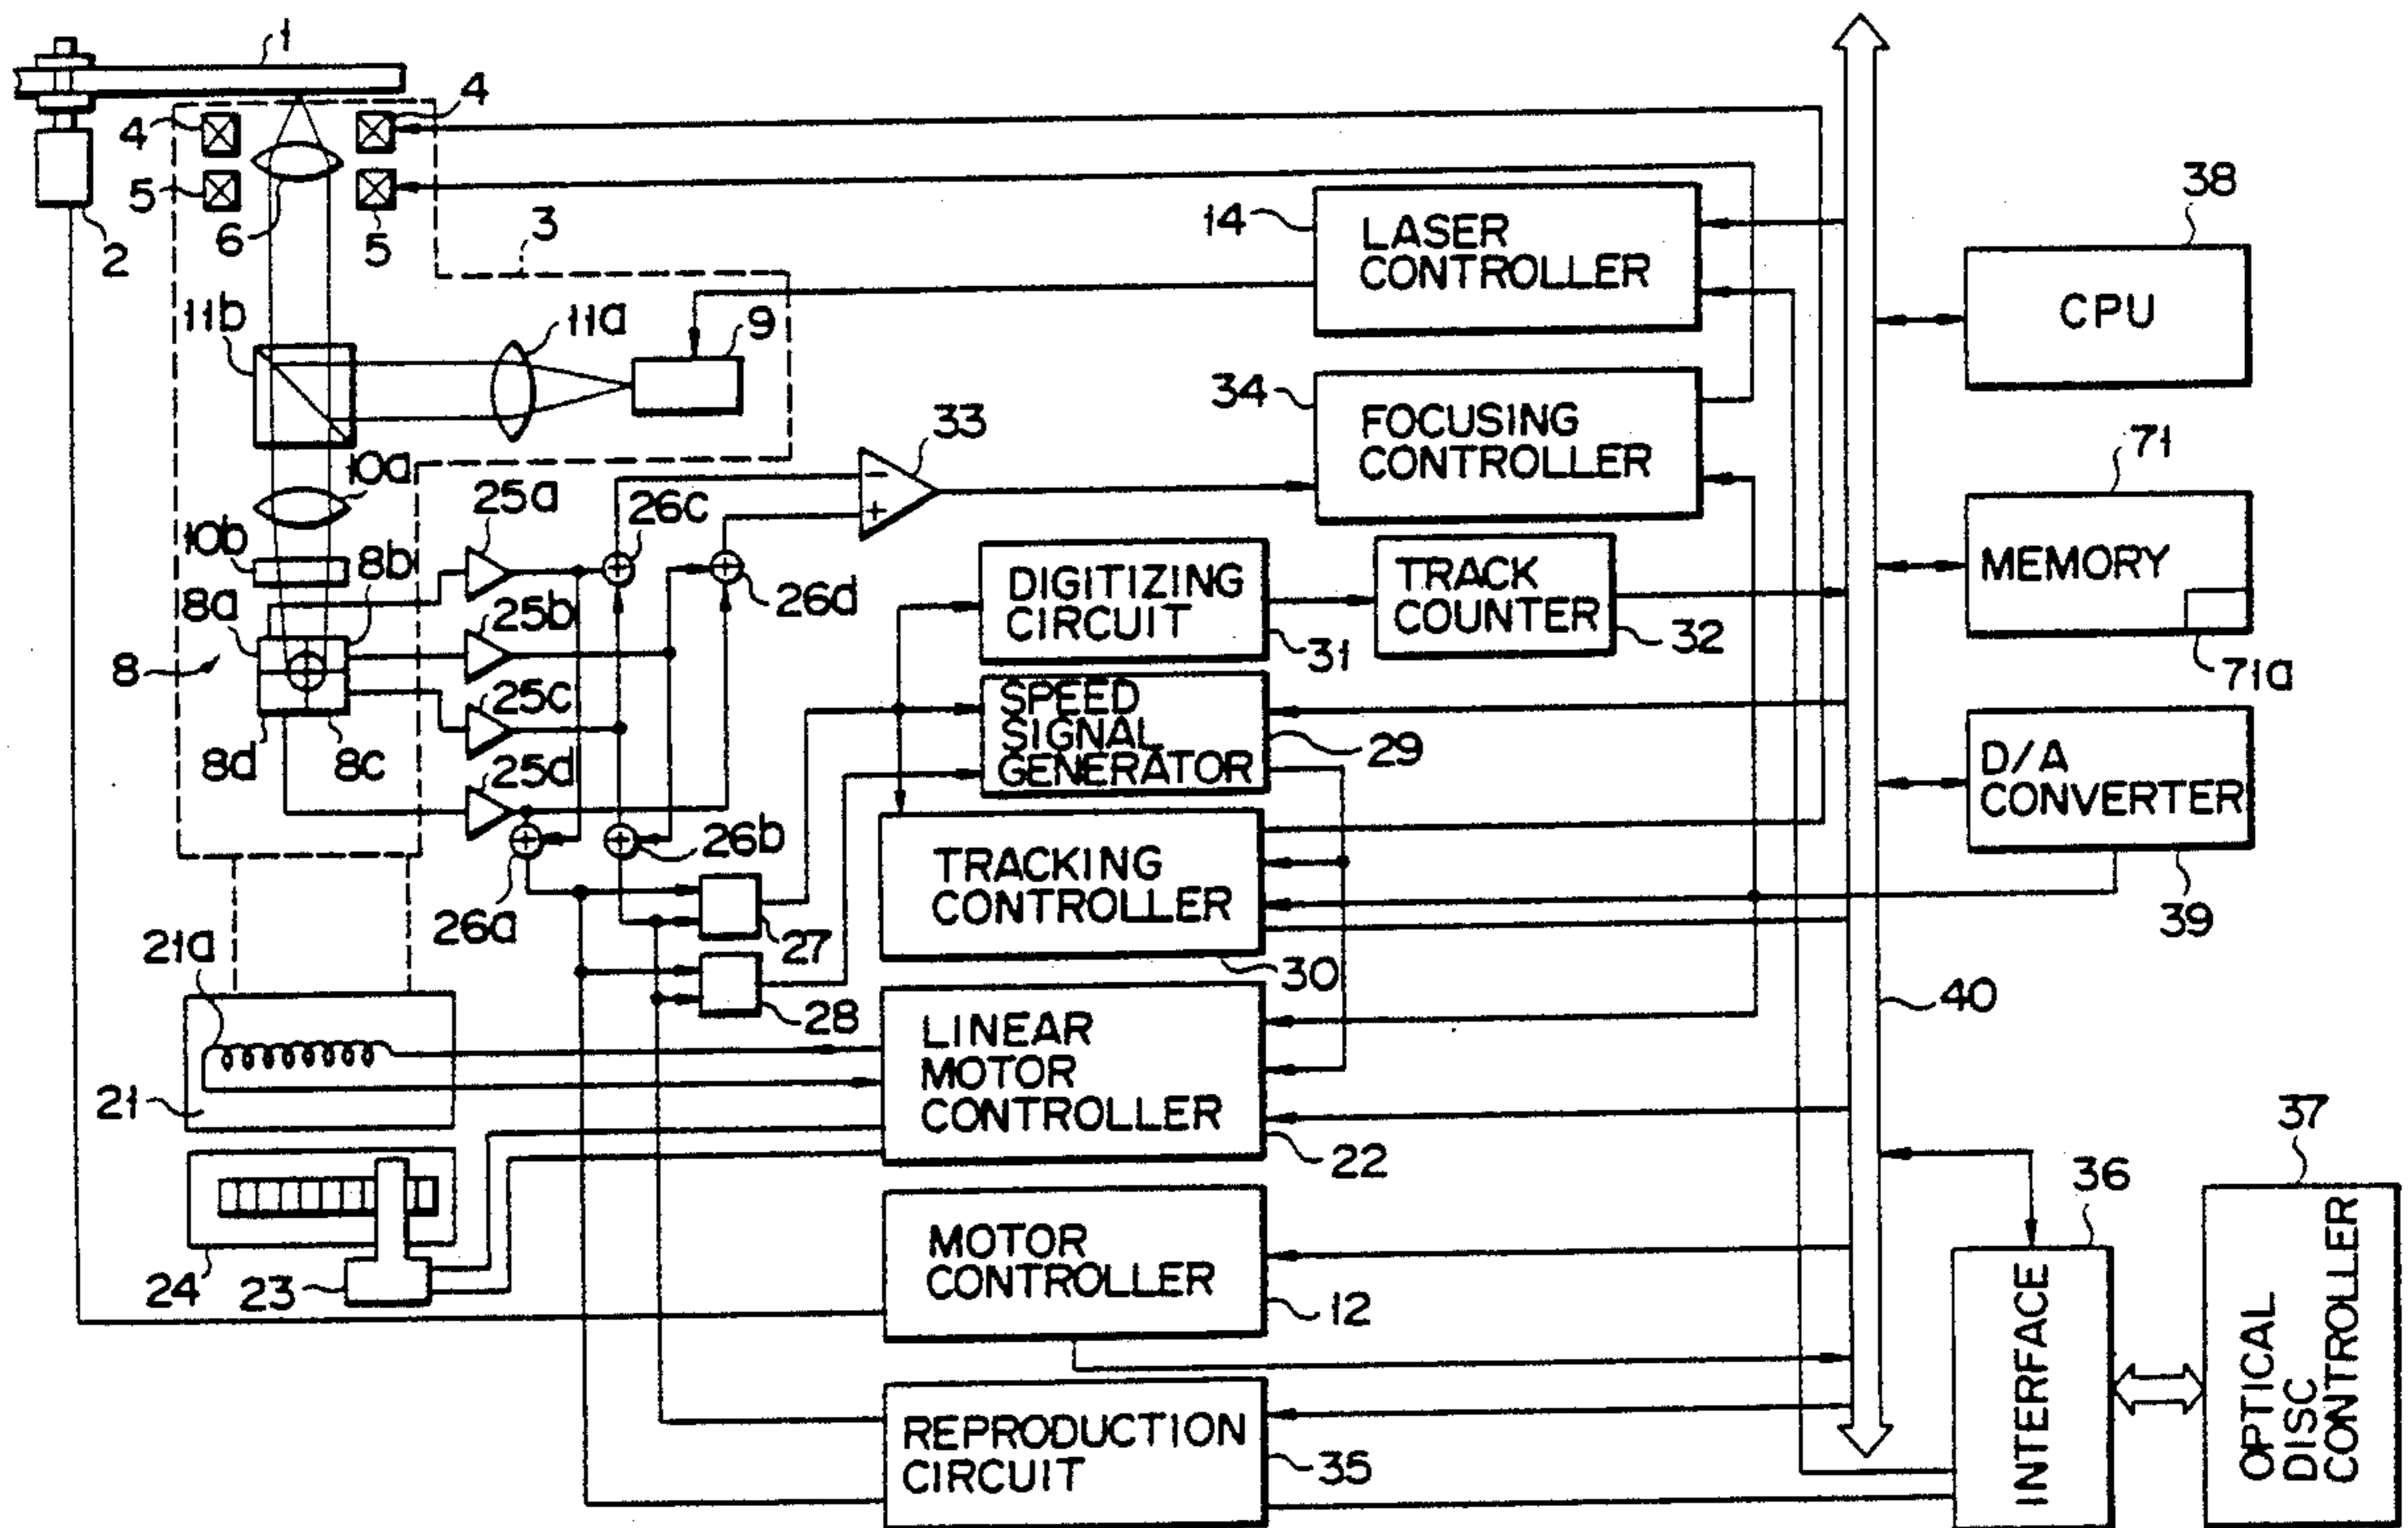 1
4
4
5
5
6
2
3
11b
11a
9
10a
10b
8b
8a
8
8d
8c
25a
25b
25c
25d
26c
26d
26a
26b
33
−
+
27
28
21a
21
24
23
14
LASER
CONTROLLER
34
FOCUSING
CONTROLLER
DIGITIZING
CIRCUIT
31
TRACK
COUNTER
32
SPEED
SIGNAL
GENERATOR
29
TRACKING
CONTROLLER
30
LINEAR
MOTOR
CONTROLLER
22
MOTOR
CONTROLLER
12
REPRODUCTION
CIRCUIT
35
38
CPU
71
MEMORY
71a
D/A
CONVERTER
39
40
36
INTERFACE
37
OPTICAL
DISC
CONTROLLER